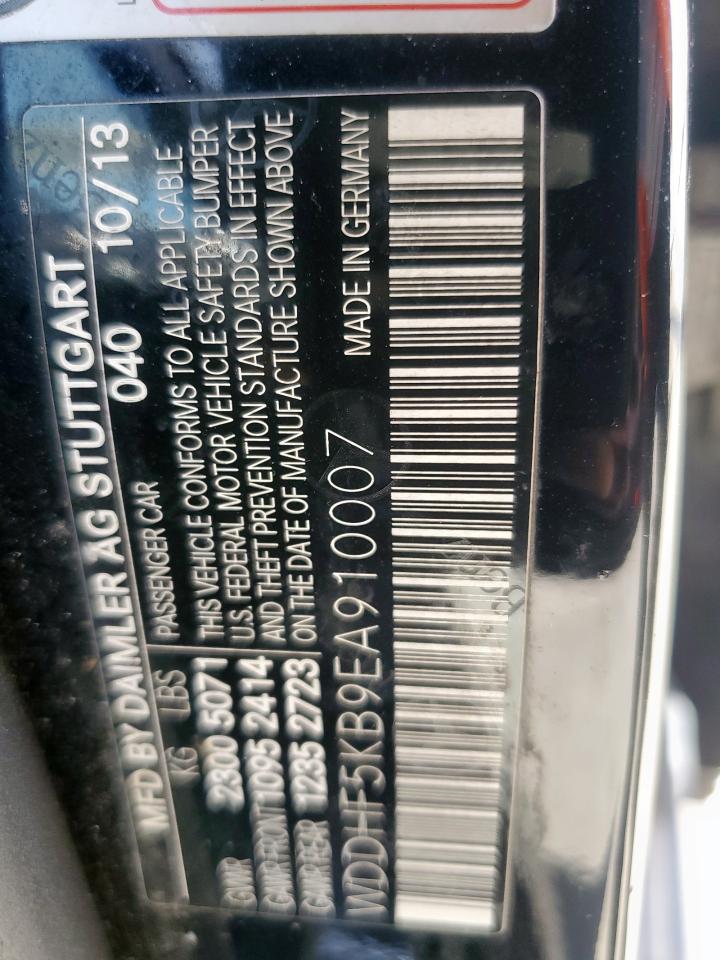 MFD BY DAIMLER AG STUTTGART
040 10/13
KG LBS PASSENGER CAR
GVWR 2300 5071 THIS VEHICLE CONFORMS TO ALL APPLICABLE
GAWR FRONT 1095 2414 U.S. FEDERAL MOTOR VEHICLE SAFETY, BUMPER
GAWR REAR 1235 2723 AND THEFT PREVENTION STANDARDS IN EFFECT
ON THE DATE OF MANUFACTURE SHOWN ABOVE
WDDHF5KB9EA910007 MADE IN GERMANY